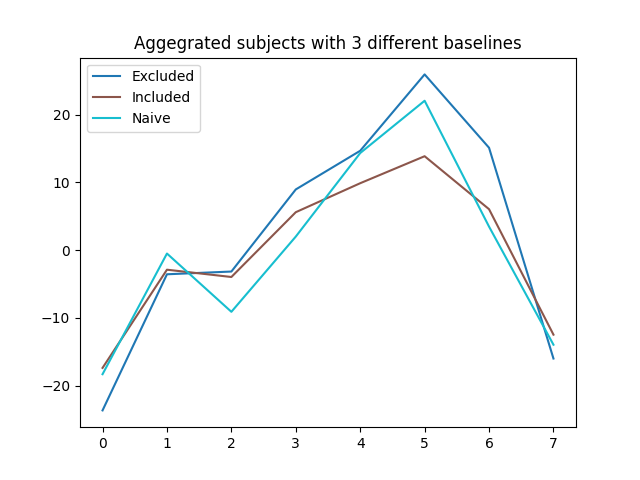 Aggegrated subjects with 3 different baselines
Excluded
Included
Naive
20
10
0
−10
−20
0 1 2 3 4 5 6 7